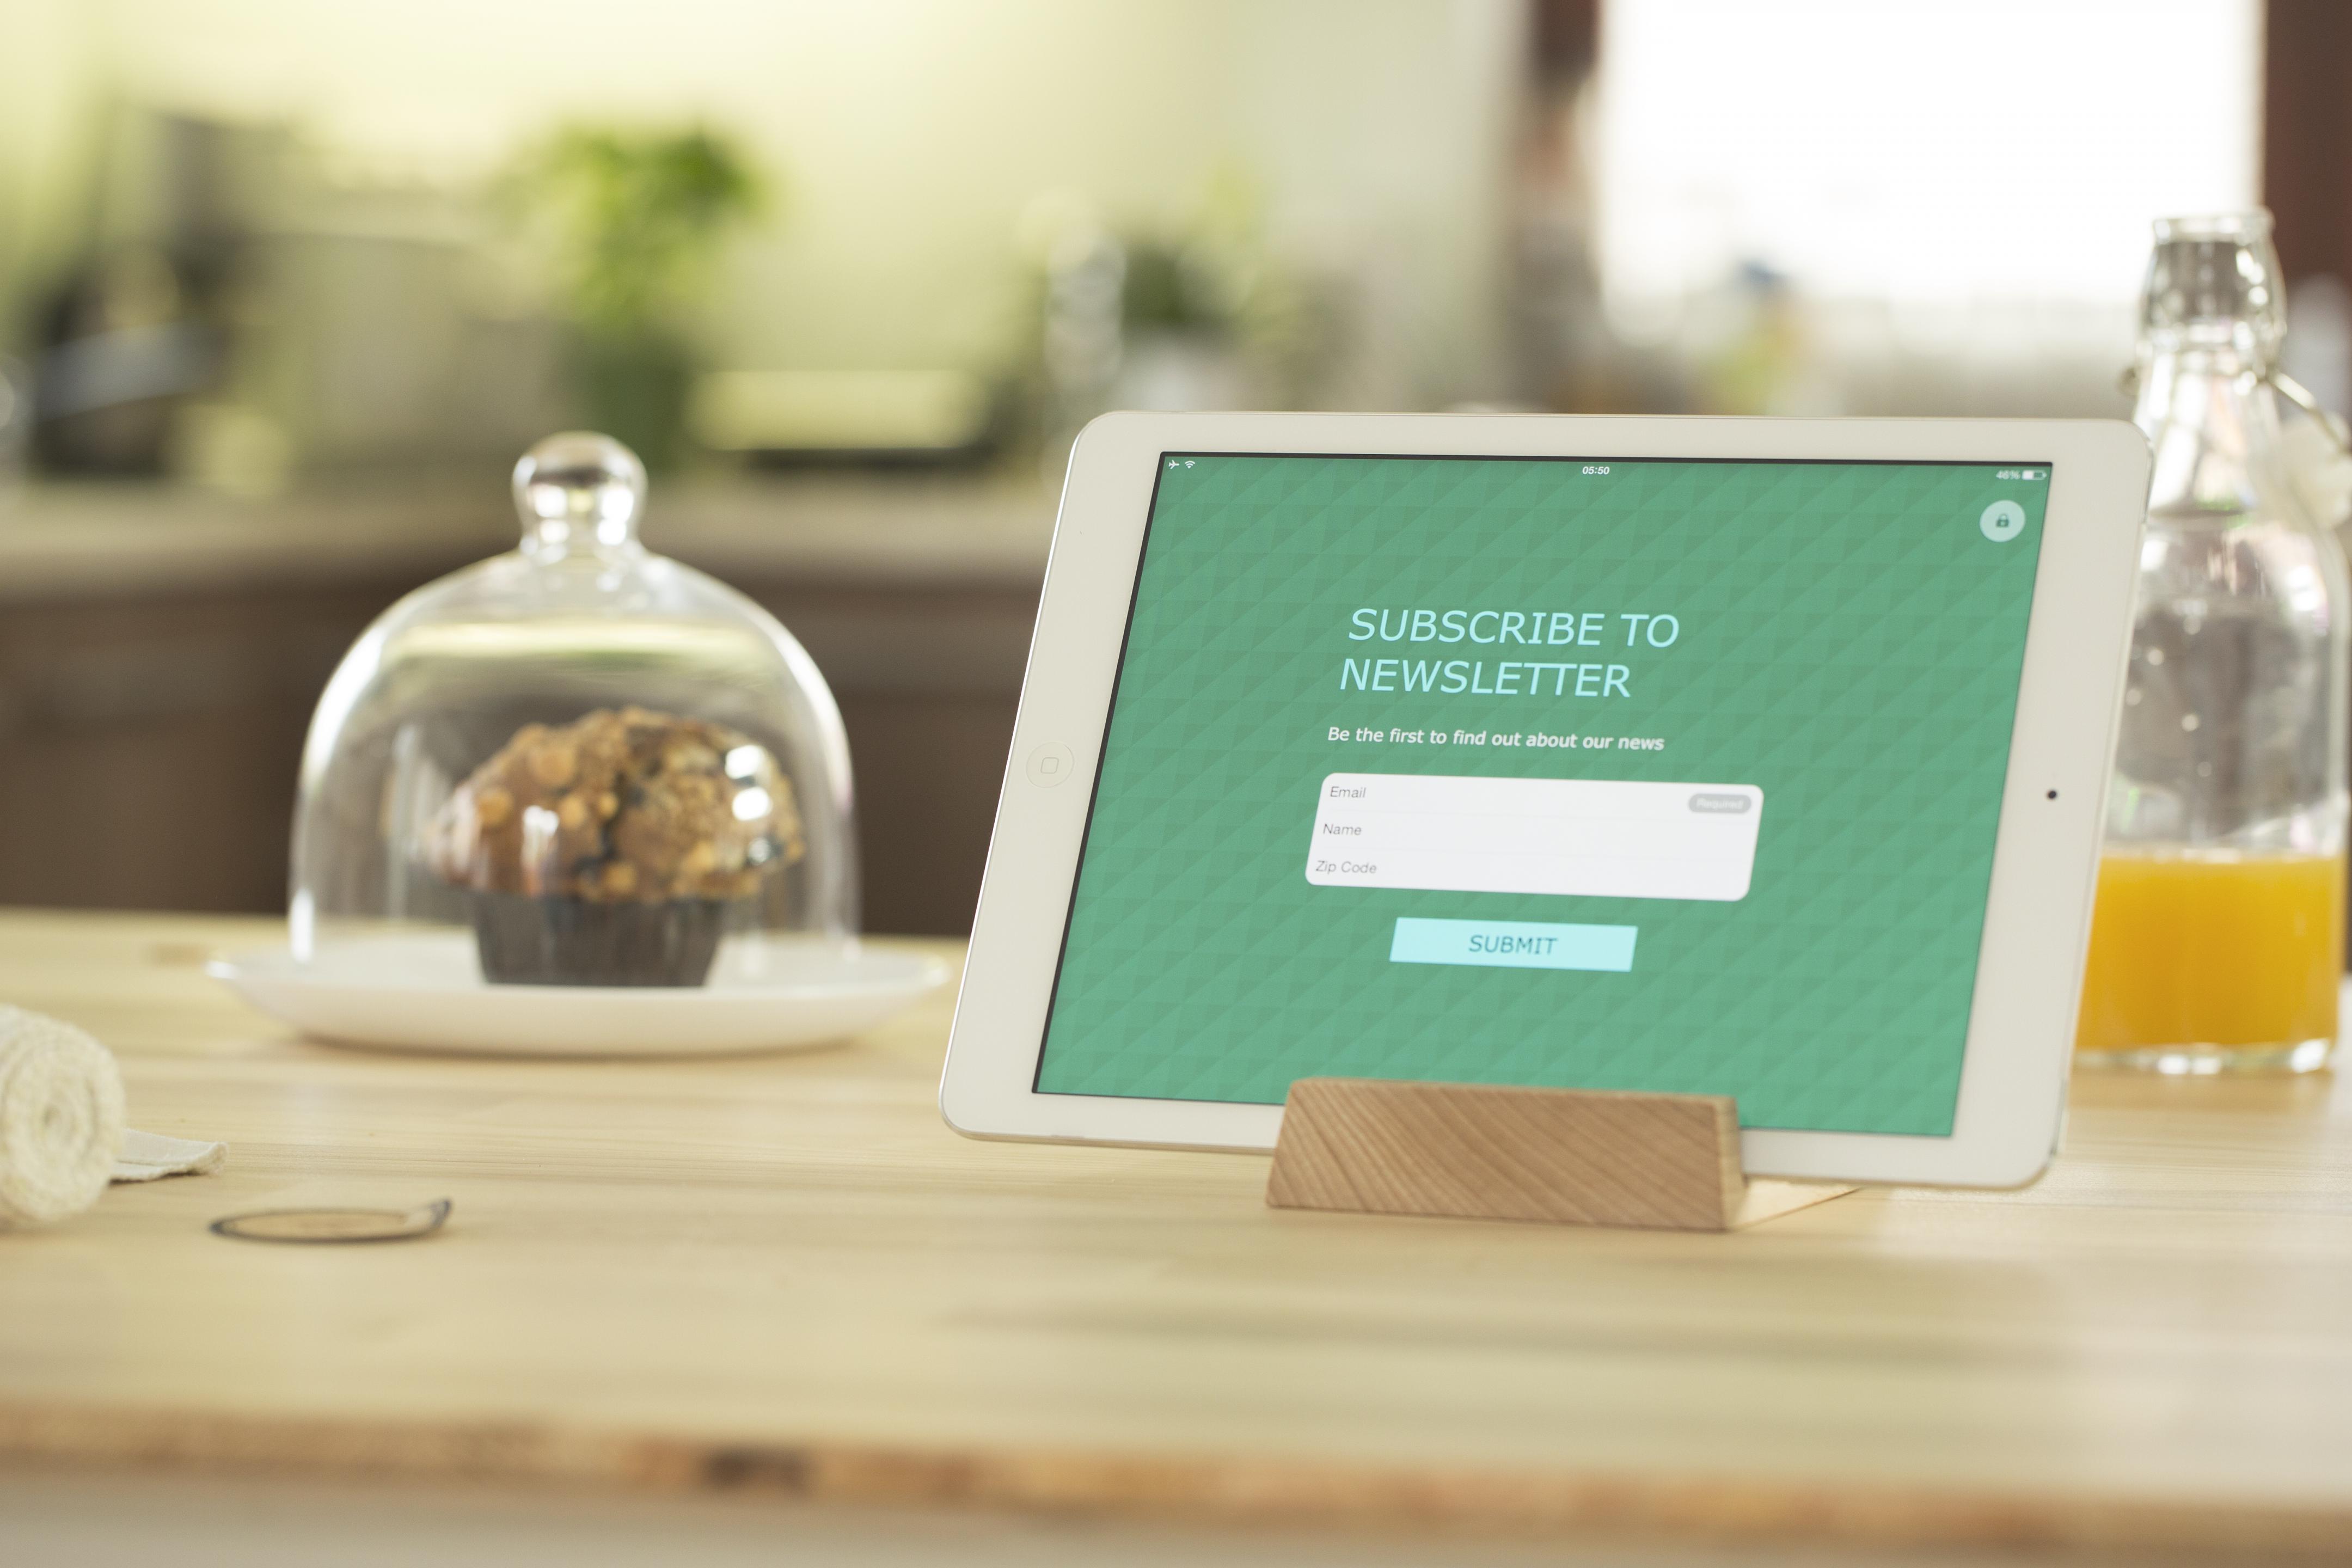 05:50
46%
SUBSCRIBE TO
NEWSLETTER
Be the first to find out about our news
Email
Required
Name
Zip Code
SUBMIT